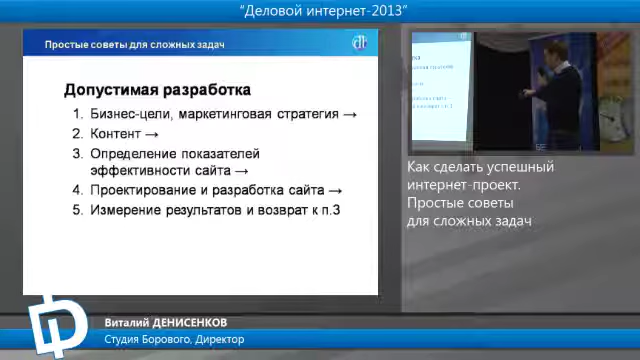 “Деловой интернет-2013”
Простые советы для сложных задач
Допустимая разработка
1. Бизнес-цели, маркетинговая стратегия →
2. Контент →
3. Определение показателей
эффективности сайта →
4. Проектирование и разработка сайта →
5. Измерение результатов и возврат к п.3
Как сделать успешный
интернет-проект.
Простые советы
для сложных задач
Виталий ДЕНИСЕНКОВ
Студия Борового, Директор